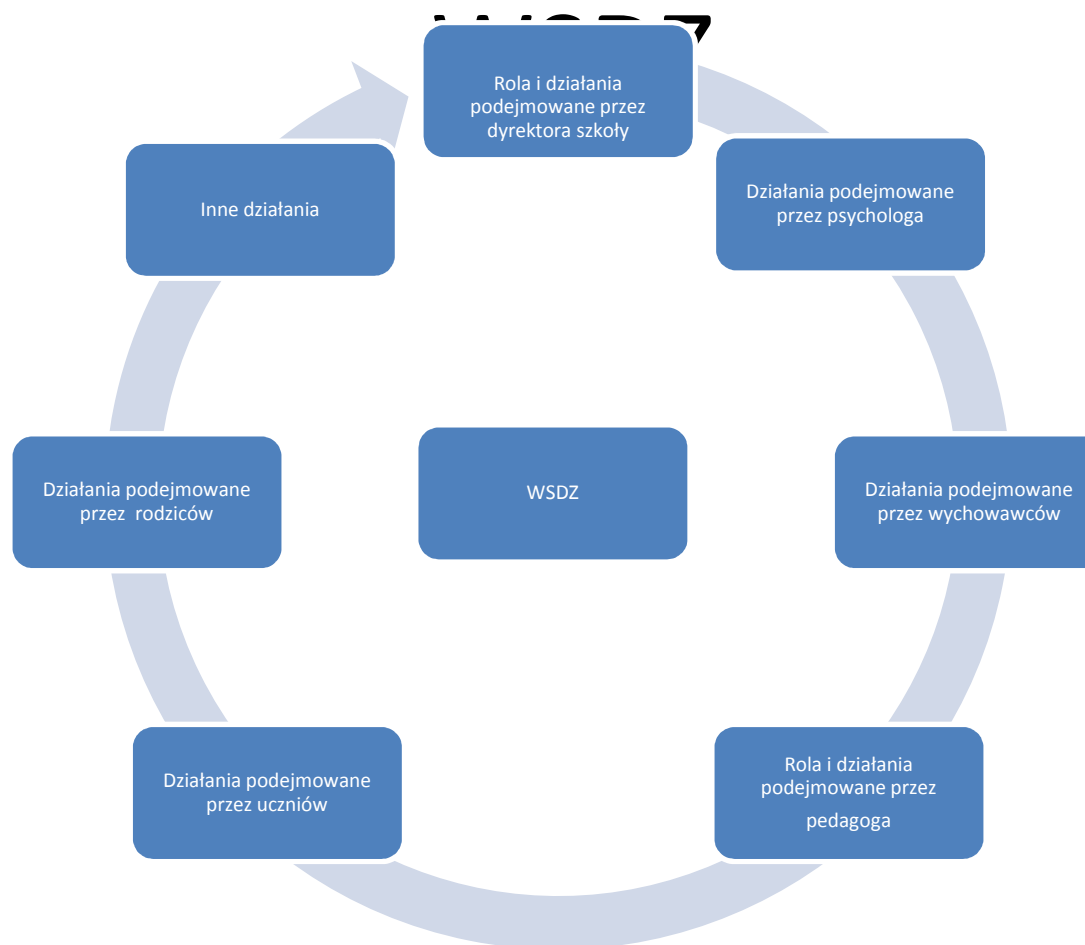 WSDZ
Rola i działania
podejmowane przez
dyrektora szkoły
Działania podejmowane
przez psychologa
Działania podejmowane
przez wychowawców
Rola i działania
podejmowane przez
pedagoga
Działania podejmowane
przez uczniów
Działania podejmowane
przez rodziców
Inne działania
WSDZ